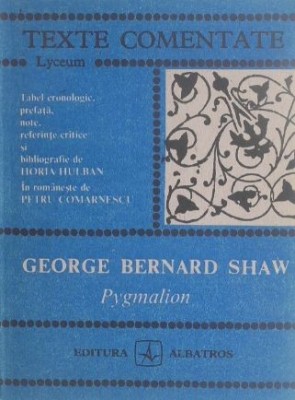 TEXTE COMENTATE
Lyceum
Tabel cronologic,
prefață,
note,
referințe critice
și
bibliografie de
HORIA HULBAN
În românește de
PETRU COMARNESCU
GEORGE BERNARD SHAW
Pygmalion
EDITURA ALBATROS